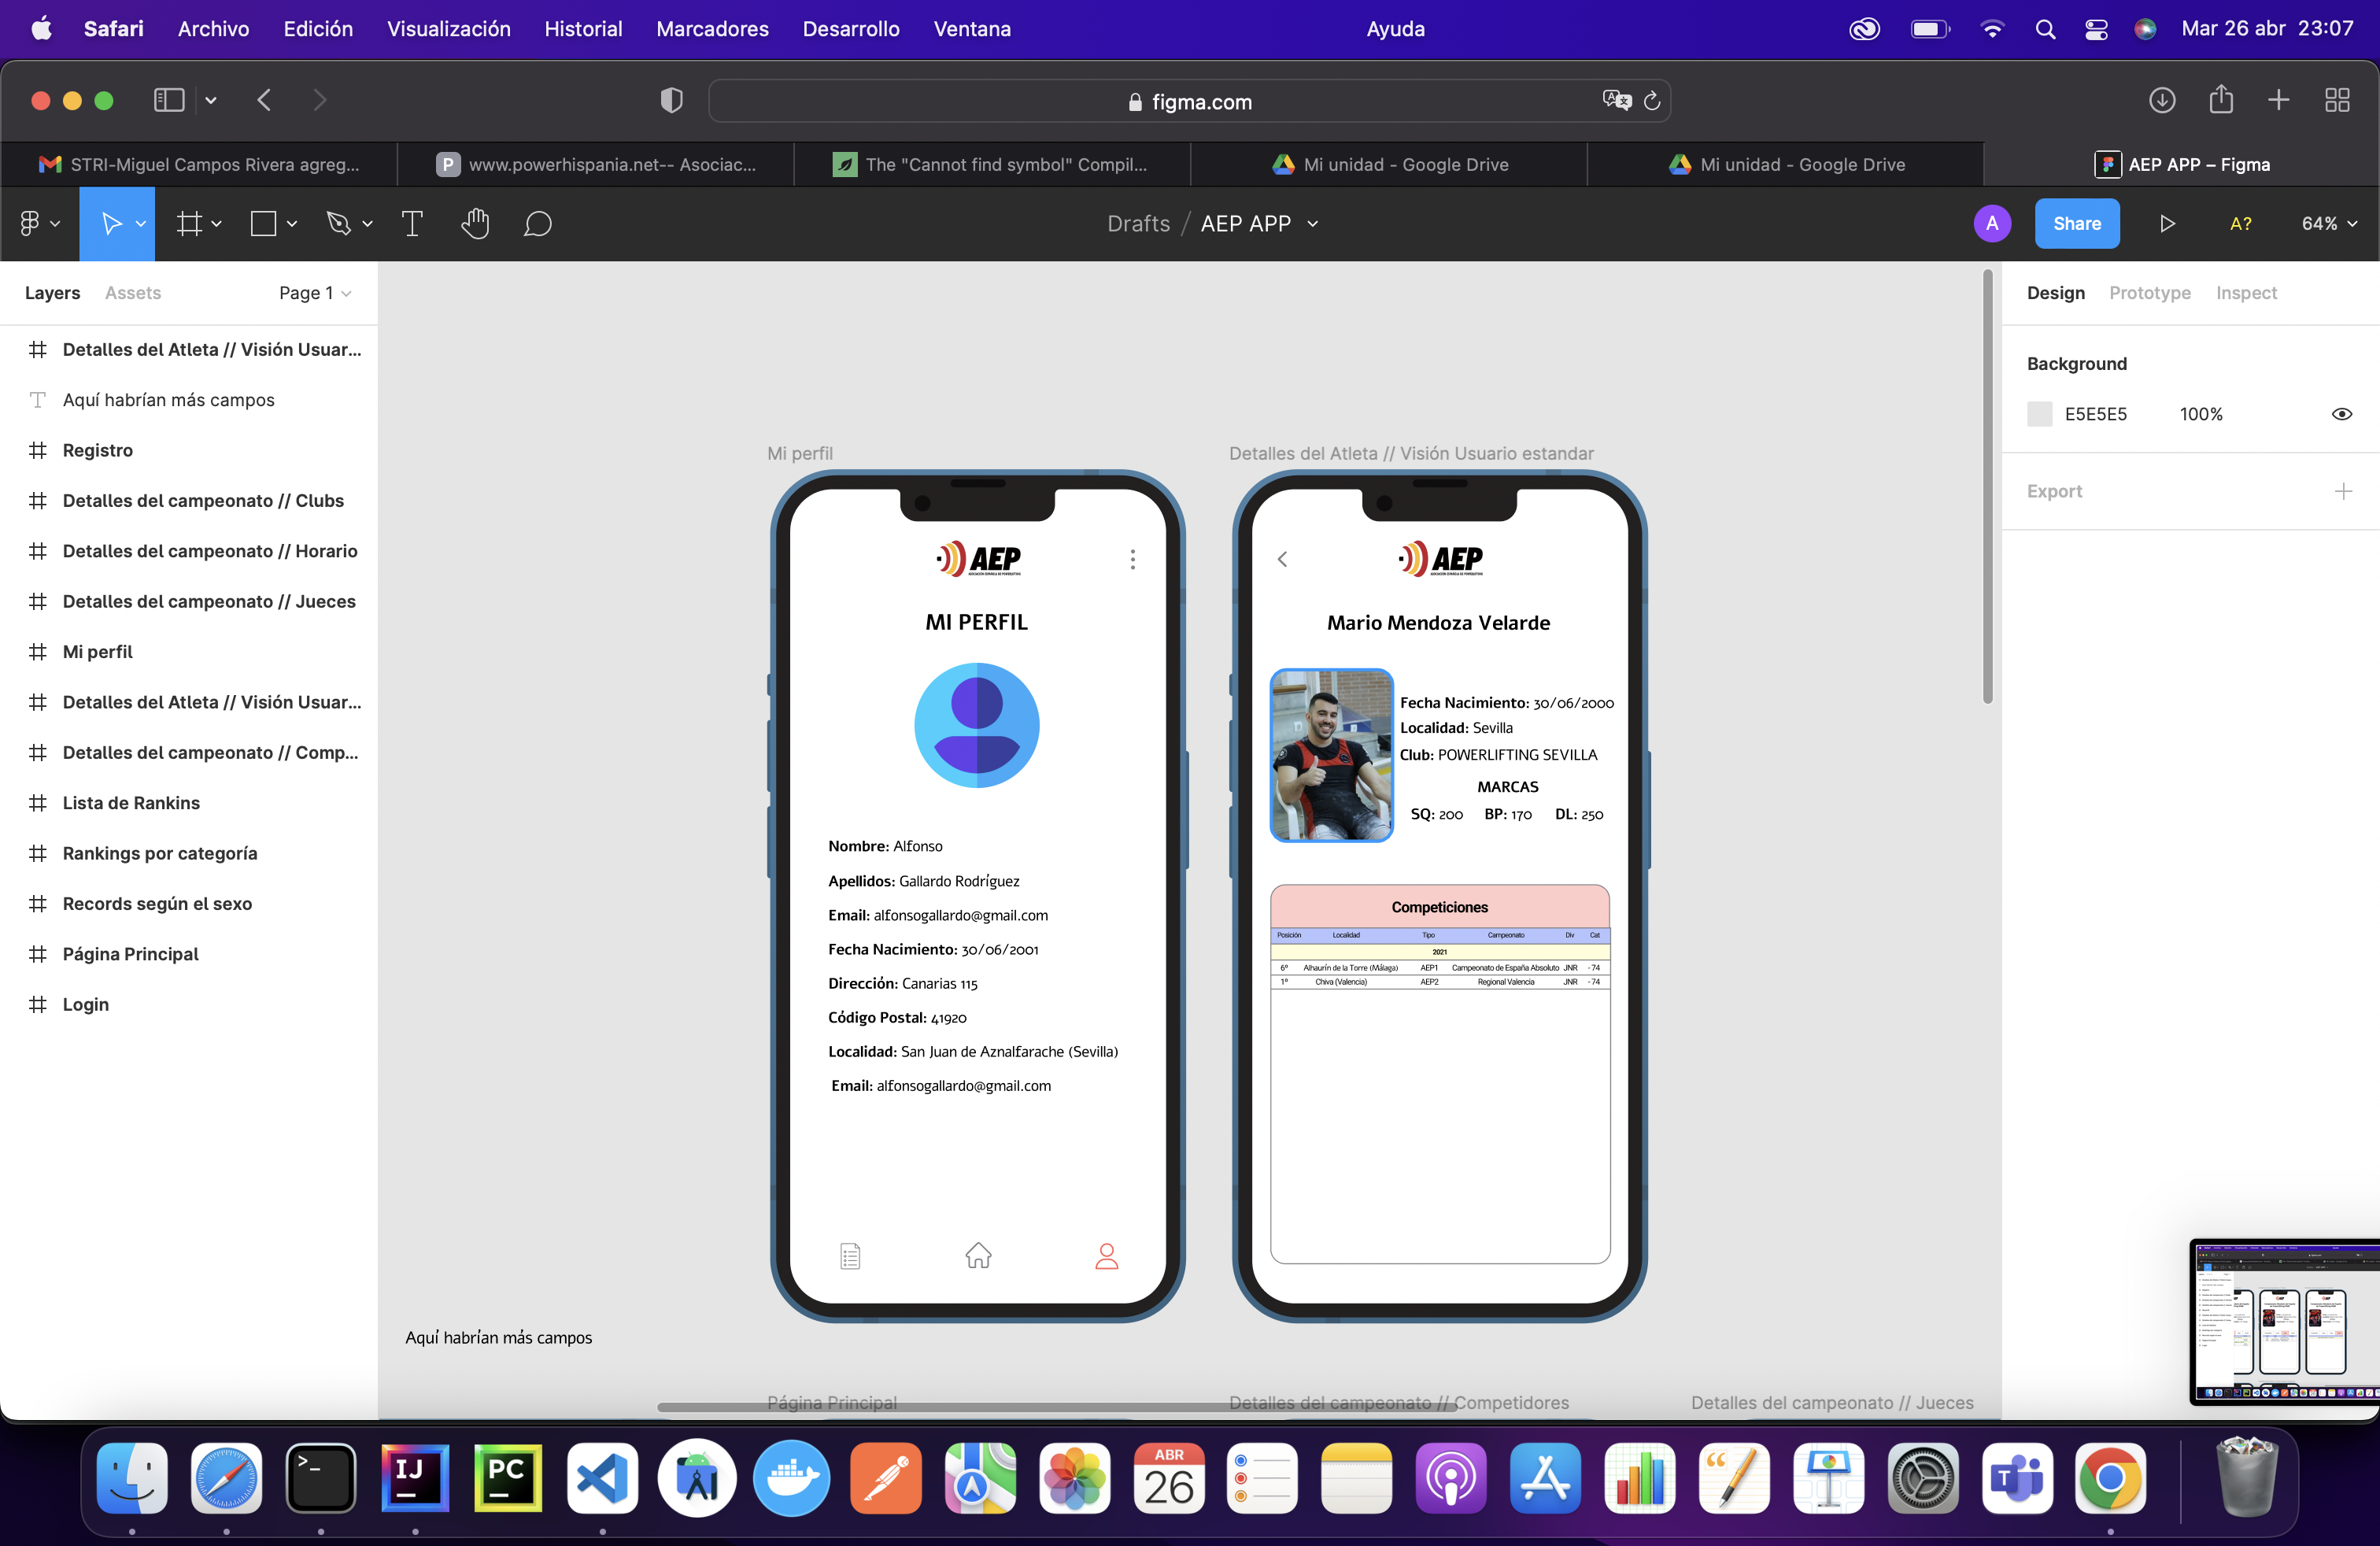 Safari Archivo Edición Visualización Historial Marcadores Desarrollo Ventana Ayuda Mar 26 abr 23:07
figma.com
STRI-Miguel Campos Rivera agreg...
P www.powerhispania.net-- Asociac...
The "Cannot find symbol" Compil...
Mi unidad - Google Drive
Mi unidad - Google Drive
AEP APP – Figma
Drafts / AEP APP
A
Share
A?
64%
Layers Assets Page 1
Detalles del Atleta // Visión Usuar...
Aquí habrían más campos
Registro
Detalles del campeonato // Clubs
Detalles del campeonato // Horario
Detalles del campeonato // Jueces
Mi perfil
Detalles del Atleta // Visión Usuar...
Detalles del campeonato // Comp...
Lista de Rankins
Rankings por categoría
Records según el sexo
Página Principal
Login
Mi perfil
AEP
MI PERFIL
Nombre: Alfonso
Apellidos: Gallardo Rodríguez
Email: alfonsogallardo@gmail.com
Fecha Nacimiento: 30/06/2001
Dirección: Canarias 115
Código Postal: 41920
Localidad: San Juan de Aznalfarache (Sevilla)
Email: alfonsogallardo@gmail.com
Aquí habrían más campos
Detalles del Atleta // Visión Usuario estandar
AEP
Mario Mendoza Velarde
Fecha Nacimiento: 30/06/2000
Localidad: Sevilla
Club: POWERLIFTING SEVILLA
MARCAS
SQ: 200 BP: 170 DL: 250
Competiciones
Posición Localidad Tipo Campeonato Div Cat
2021
6º Alhaurín de la Torre (Málaga) AEP1 Campeonato de España Absoluto JNR -74
1º Chiva (Valencia) AEP2 Regional Valencia JNR -74
Página Principal
Detalles del campeonato // Competidores
Detalles del campeonato // Jueces
Design Prototype Inspect
Background
E5E5E5 100%
Export
IJ
PC
ABR
26
T